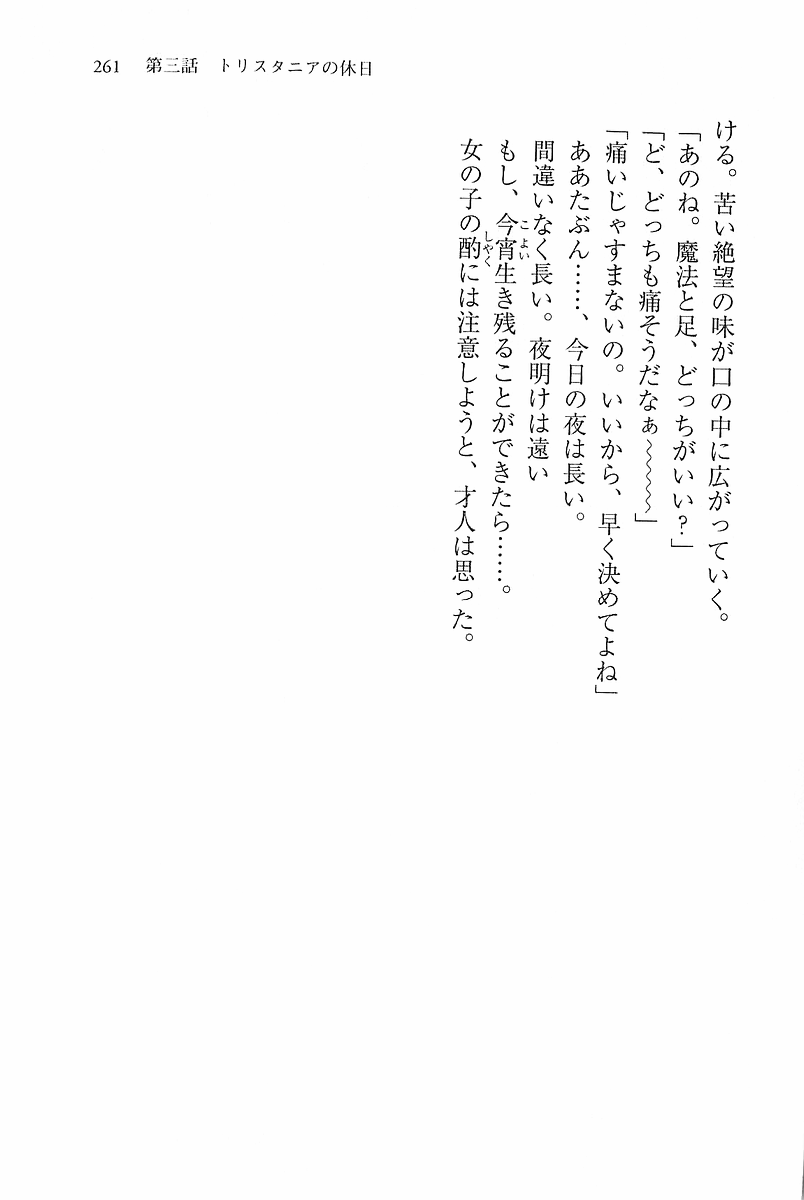 261　第三話　トリスタニアの休日
ける。苦い絶望の味が口の中に広がっていく。
「あのね。魔法と足、どっちがいい?」
「ど、どっちも痛そうだなぁ～～～～」
「痛いじゃすまないの。いいから、早く決めてよね」
ああたぶん……、今日の夜は長い。
間違いなく長い。夜明けは遠い
もし、今宵生き残ることができたら……。
こよい
女の子の酌には注意しようと、才人は思った。
しやく